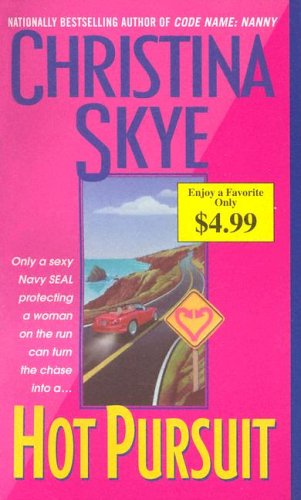 NATIONALLY BESTSELLING AUTHOR OF CODE NAME: NANNY
CHRISTINA
SKYE
Enjoy a Favorite
Only
$4.99
Only a sexy
Navy SEAL
protecting
a woman
on the run
can turn
the chase
into a...
HOT PURSUIT